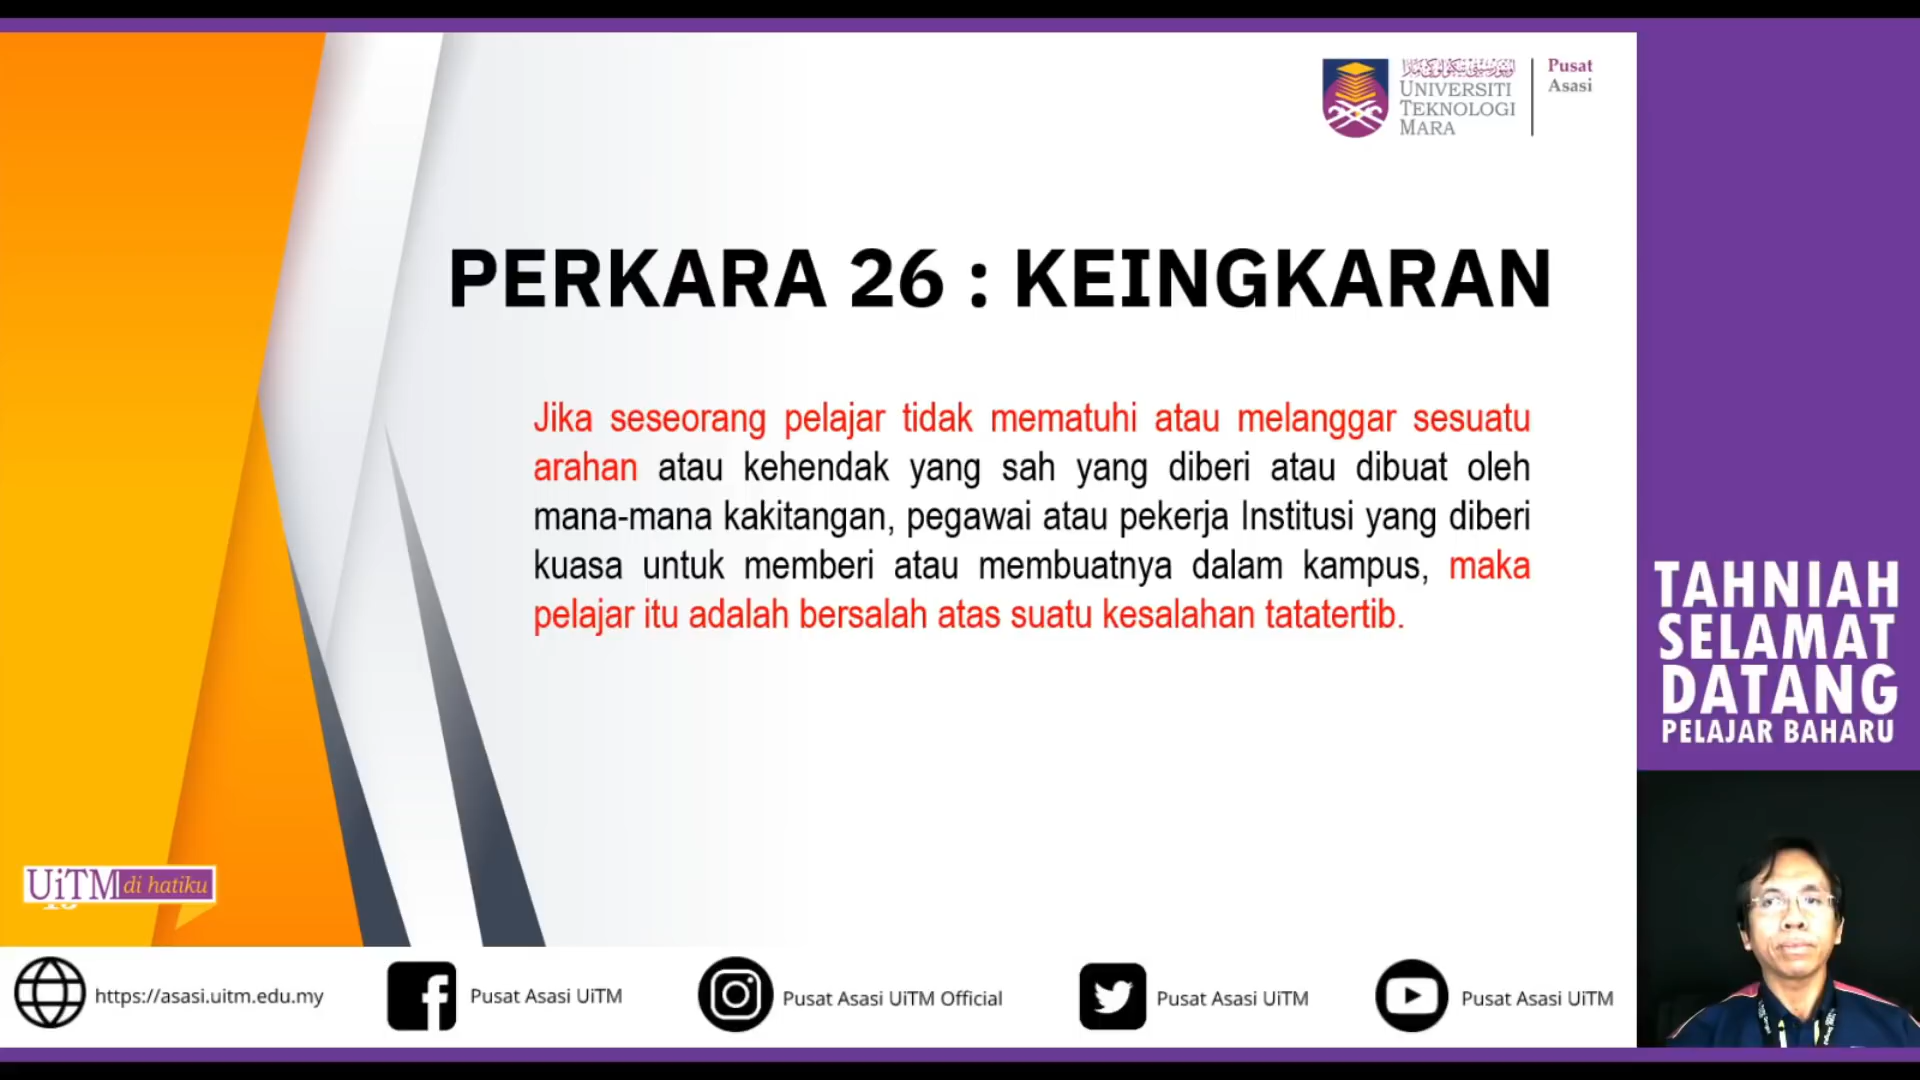 UNIVERSITI
TEKNOLOGI
MARA
Pusat
Asasi
PERKARA 26 : KEINGKARAN
Jika seseorang pelajar tidak mematuhi atau melanggar sesuatu
arahan atau kehendak yang sah yang diberi atau dibuat oleh
mana-mana kakitangan, pegawai atau pekerja Institusi yang diberi
kuasa untuk memberi atau membuatnya dalam kampus, maka
pelajar itu adalah bersalah atas suatu kesalahan tatatertib.
TAHNIAH
SELAMAT
DATANG
PELAJAR BAHARU
UiTM di hatiku
https://asasi.uitm.edu.my
Pusat Asasi UiTM
Pusat Asasi UiTM Official
Pusat Asasi UiTM
Pusat Asasi UiTM